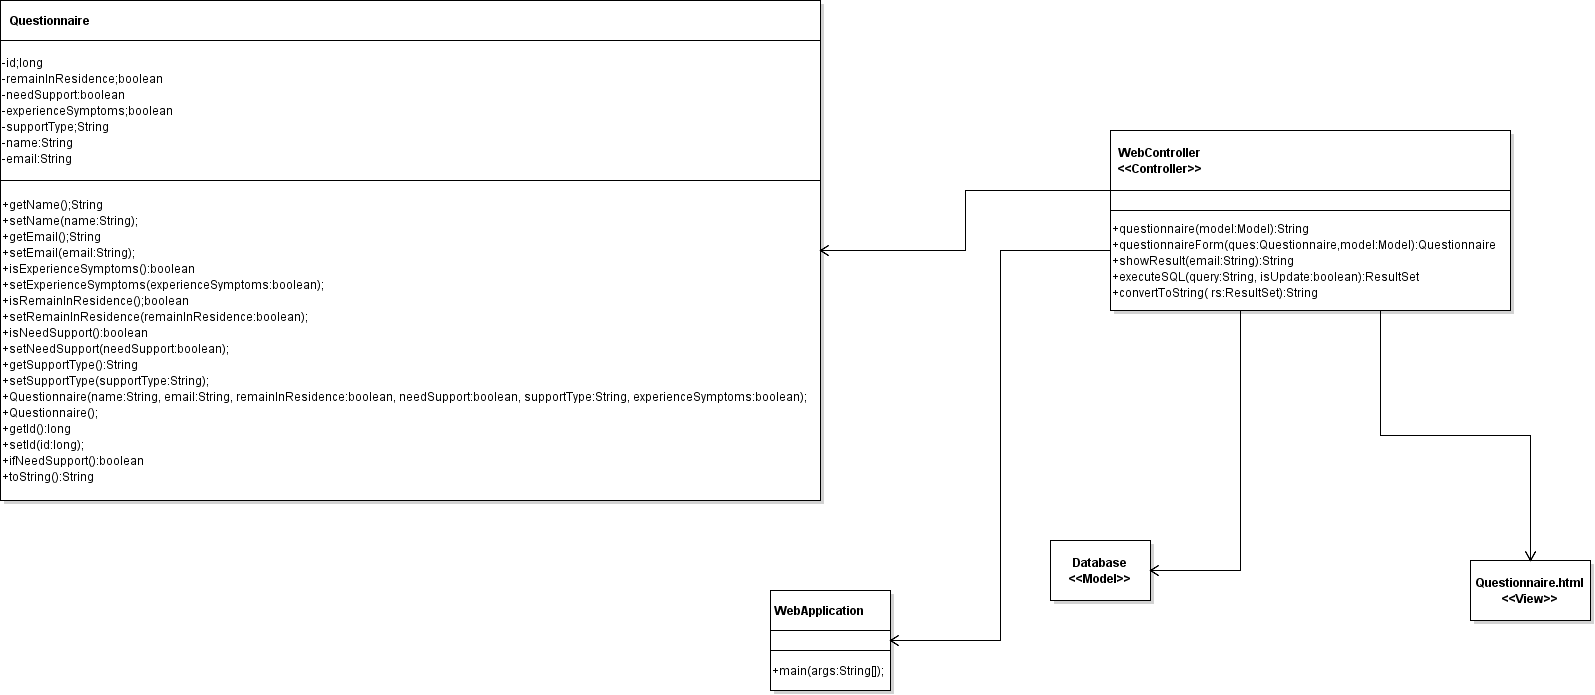 Questionnaire
-id;long
-remainInResidence;boolean
-needSupport:boolean
-experienceSymptoms;boolean
-supportType;String
-name:String
-email:String
+getName();String
+setName(name:String);
+getEmail();String
+setEmail(email:String);
+isExperienceSymptoms():boolean
+setExperienceSymptoms(experienceSymptoms:boolean);
+isRemainInResidence();boolean
+setRemainInResidence(remainInResidence:boolean);
+isNeedSupport():boolean
+setNeedSupport(needSupport:boolean);
+getSupportType():String
+setSupportType(supportType:String);
+Questionnaire(name:String, email:String, remainInResidence:boolean, needSupport:boolean, supportType:String, experienceSymptoms:boolean);
+Questionnaire();
+getId():long
+setId(id:long);
+ifNeedSupport():boolean
+toString():String
WebController
<<Controller>>
+questionnaire(model:Model):String
+questionnaireForm(ques:Questionnaire,model:Model):Questionnaire
+showResult(email:String):String
+executeSQL(query:String, isUpdate:boolean):ResultSet
+convertToString( rs:ResultSet):String
Database
<<Model>>
Questionnaire.html
<<View>>
WebApplication
+main(args:String[]);